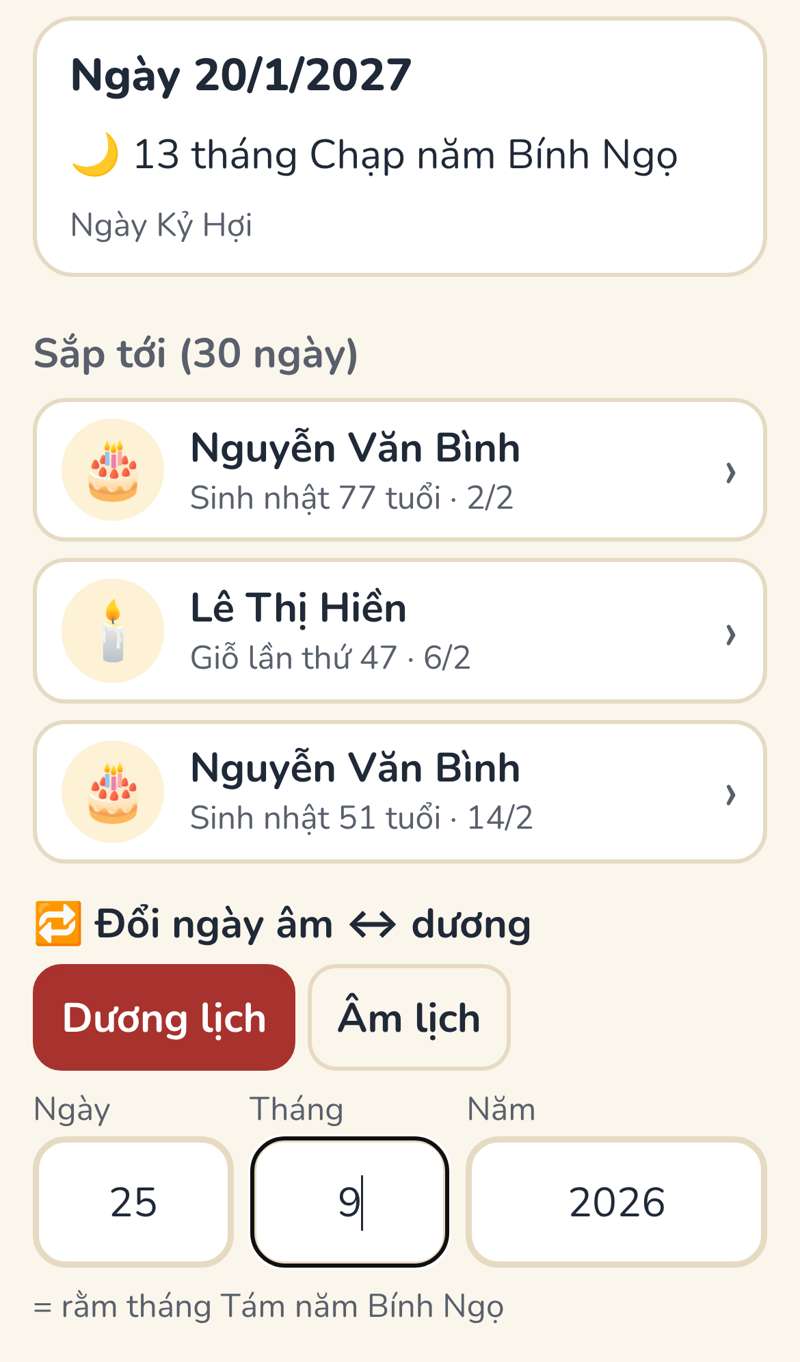 Ngày 20/1/2027
🌙 13 tháng Chạp năm Bính Ngọ
Ngày Kỷ Hợi
Sắp tới (30 ngày)
Nguyễn Văn Bình
Sinh nhật 77 tuổi · 2/2
Lê Thị Hiền
Giỗ lần thứ 47 · 6/2
Nguyễn Văn Bình
Sinh nhật 51 tuổi · 14/2
🔁 Đổi ngày âm ↔ dương
Dương lịch Âm lịch
Ngày Tháng Năm
25 9 2026
= rằm tháng Tám năm Bính Ngọ